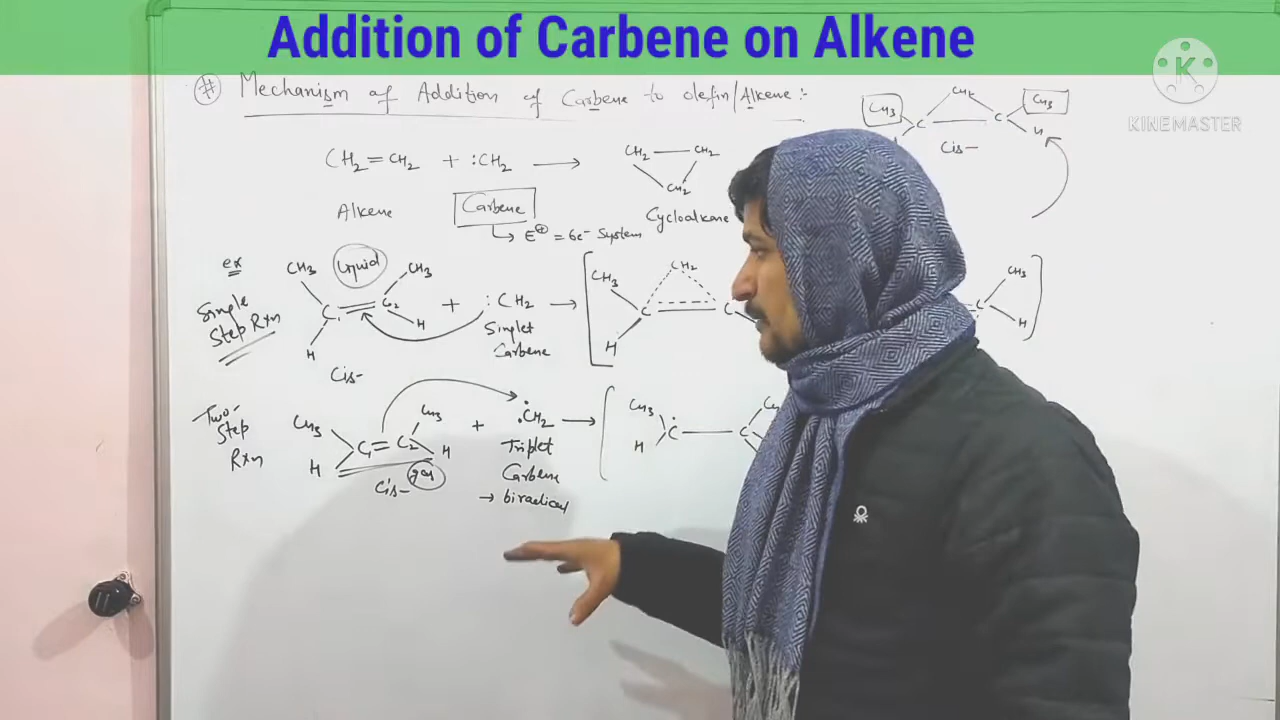 Addition of Carbene on Alkene
KINEMASTER
# Mechanism of Addition of Carbene to olefin/Alkene :-
CH₂=CH₂ + :CH₂ ⟶ CH₂ — CH₂
CH₂
Alkene Carbene Cycloalkane
↳ E⊕ = 6e⁻ System
CH₃ CH₂ CH₃
C C
H
Cis-
ex
Single
Step Rxn
CH₃ Liquid CH₃
C₁ = C₂ + :CH₂ ⟶
H H
Singlet
Carbene
Cis-
[ CH₃ CH₂
C C
H
C CH₃
H ]
Two-
Step
Rxn
CH₃ CH₃
C₁ = C₂ + ĊH₂ ⟶
H H
Cis- gas
Triplet
Carbene
→ biradical
CH₃
Ċ — C
H